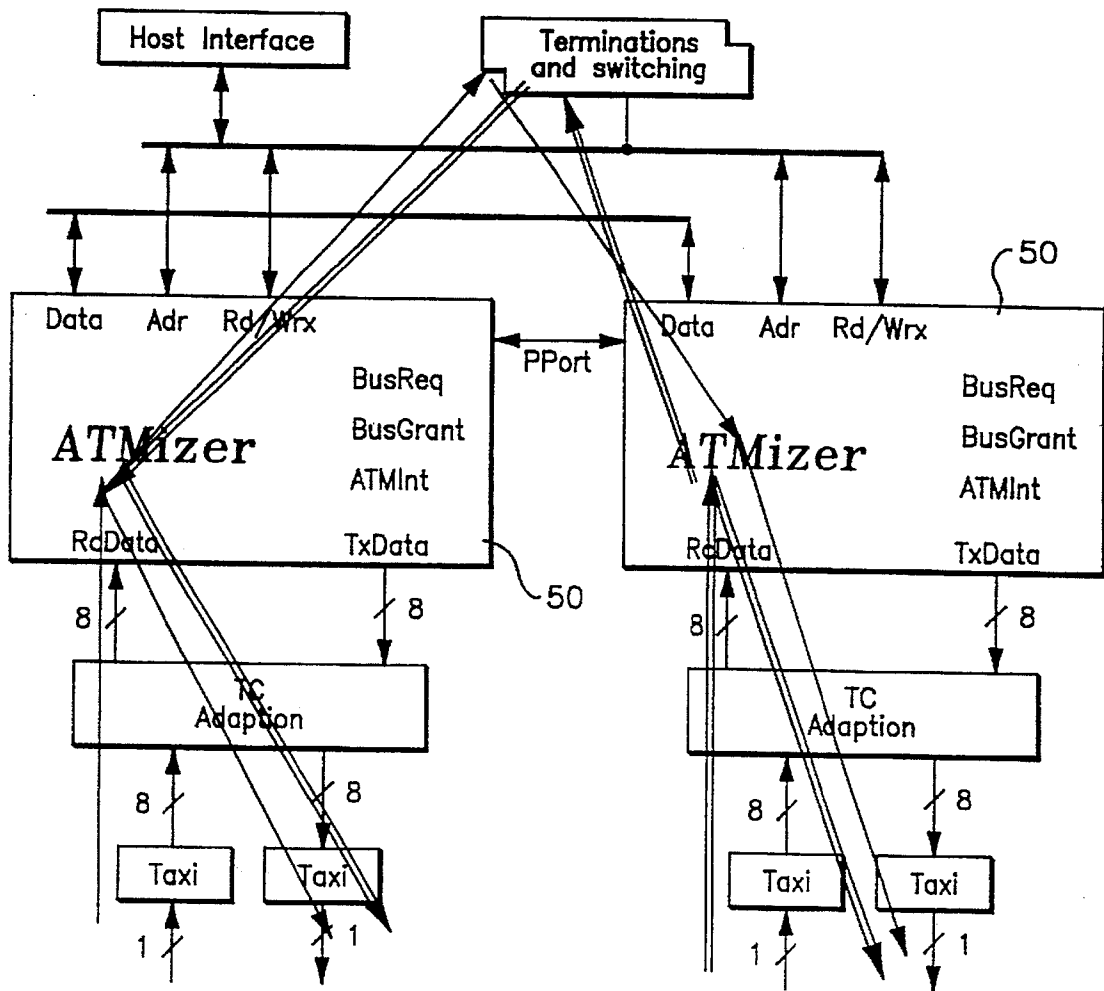 Host Interface
Terminations
and switching
50
Data Adr Rd/Wrx
Data Adr Rd/Wrx
PPort
BusReq
BusReq
BusGrant
BusGrant
ATMizer
ATMizer
ATMInt
ATMInt
RcData TxData
RcData TxData
50
8 8
8 8
TC
Adaption
TC
Adaption
8 8
8 8
Taxi Taxi
Taxi Taxi
1 1
1 1